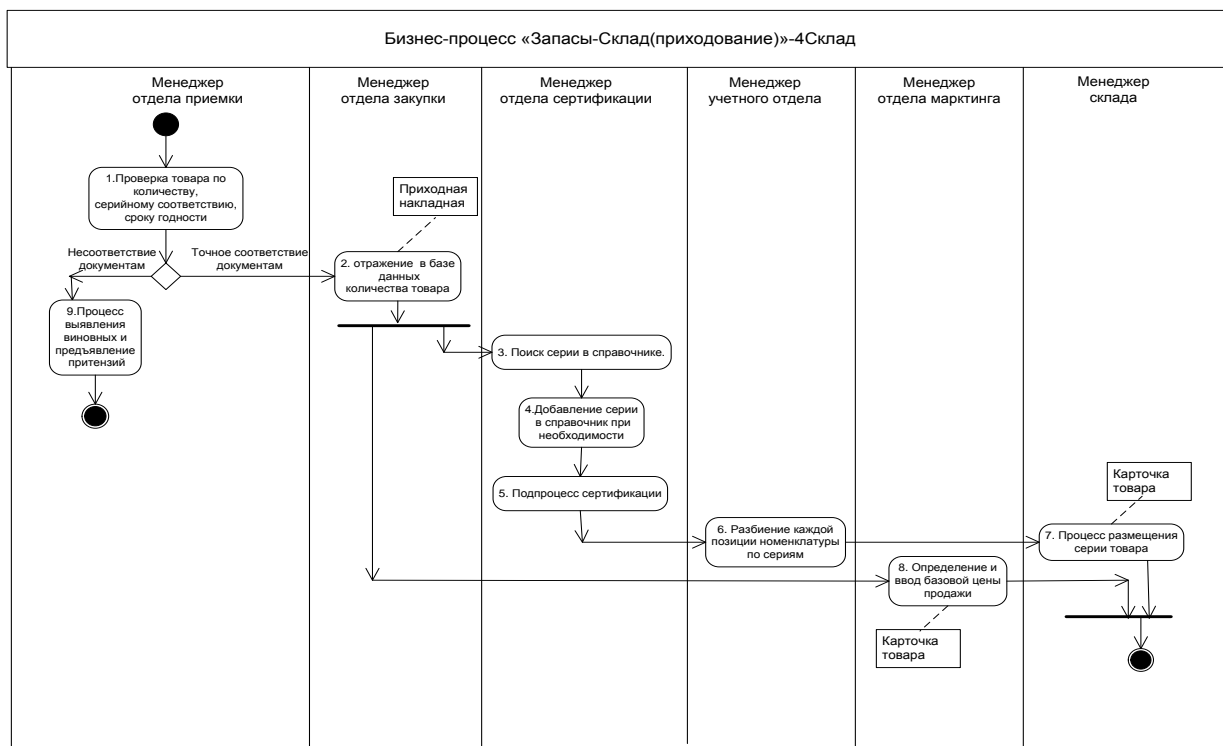 Бизнес-процесс «Запасы-Склад(приходование)»-4Склад
Менеджер
отдела приемки
Менеджер
отдела закупки
Менеджер
отдела сертификации
Менеджер
учетного отдела
Менеджер
отдела марктинга
Менеджер
склада
1.Проверка товара по
количеству,
серийному соответствию,
сроку годности
Приходная
накладная
Несоответствие
документам
Точное соответствие
документам
2. отражение в базе
данных
количества товара
9.Процесс
выявления
виновных и
предъявление
притензий
3. Поиск серии в справочнике.
4.Добавление серии
в справочник при
необходимости
5. Подпроцесс сертификации
Карточка
товара
6. Разбиение каждой
позиции номенклатуры
по сериям
7. Процесс размещения
серии товара
8. Определение и
ввод базовой цены
продажи
Карточка
товара